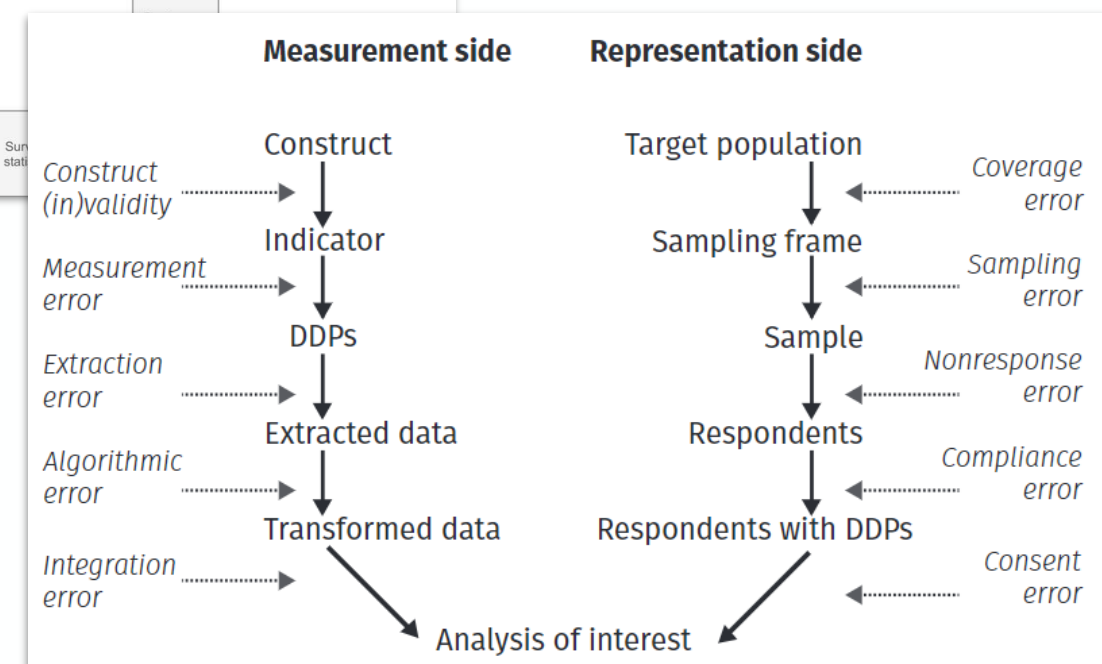 Measurement side
Representation side
Construct
Target population
Construct
(in)validity
Coverage
error
Indicator
Sampling frame
Measurement
error
Sampling
error
DDPs
Sample
Extraction
error
Nonresponse
error
Extracted data
Respondents
Algorithmic
error
Compliance
error
Transformed data
Respondents with DDPs
Integration
error
Consent
error
Analysis of interest